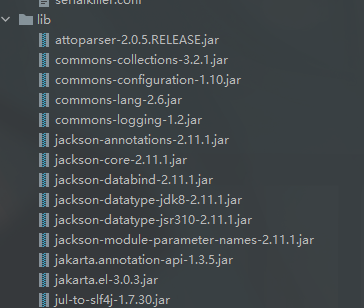 serialkiller.conf
lib
attoparser-2.0.5.RELEASE.jar
commons-collections-3.2.1.jar
commons-configuration-1.10.jar
commons-lang-2.6.jar
commons-logging-1.2.jar
jackson-annotations-2.11.1.jar
jackson-core-2.11.1.jar
jackson-databind-2.11.1.jar
jackson-datatype-jdk8-2.11.1.jar
jackson-datatype-jsr310-2.11.1.jar
jackson-module-parameter-names-2.11.1.jar
jakarta.annotation-api-1.3.5.jar
jakarta.el-3.0.3.jar
jul-to-slf4j-1.7.30.jar